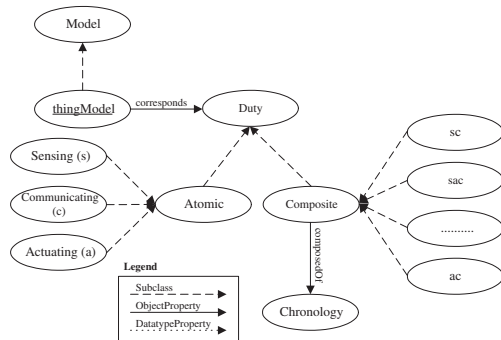 Model
thingModel
corresponds
Duty
Sensing (s)
Communicating
(c)
Actuating (a)
Atomic
Composite
sc
sac
..........
ac
composedOf
Chronology
Legend
Subclass
ObjectProperty
DatatypeProperty